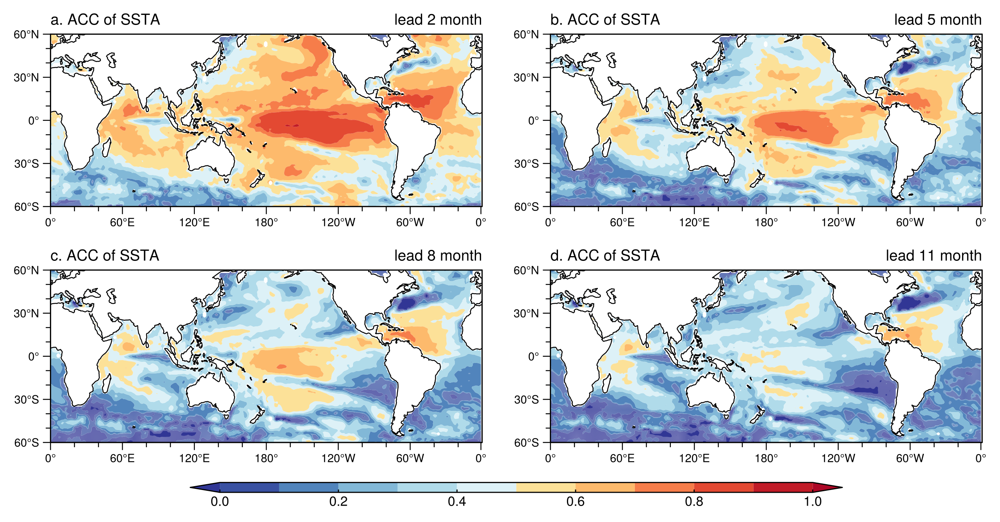 a. ACC of SSTA lead 2 month
60°N
30°N
0°
30°S
60°S
0° 60°E 120°E 180° 120°W 60°W 0°
b. ACC of SSTA lead 5 month
60°N
30°N
0°
30°S
60°S
0° 60°E 120°E 180° 120°W 60°W 0°
c. ACC of SSTA lead 8 month
60°N
30°N
0°
30°S
60°S
0° 60°E 120°E 180° 120°W 60°W 0°
d. ACC of SSTA lead 11 month
60°N
30°N
0°
30°S
60°S
0° 60°E 120°E 180° 120°W 60°W 0°
0.0 0.2 0.4 0.6 0.8 1.0